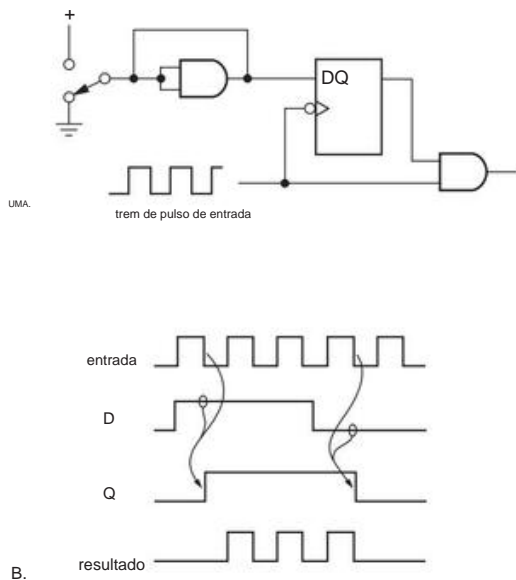 +
DQ
UMA.
trem de pulso de entrada
entrada
D
Q
resultado
B.